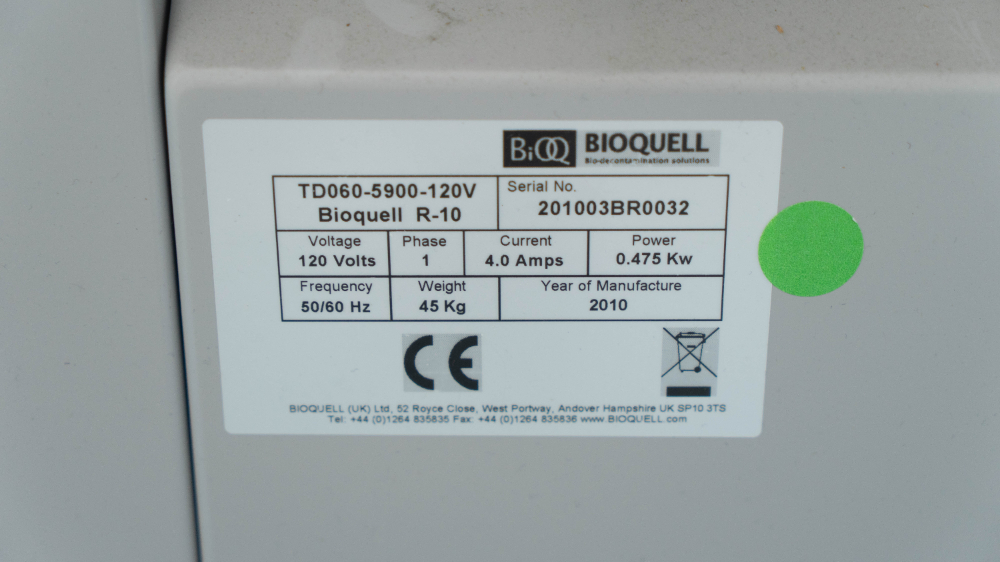 BiOQ BIOQUELL
Bio-decontamination solutions
TD060-5900-120V
Bioquell R-10
Serial No.
201003BR0032
Voltage Phase Current Power
120 Volts 1 4.0 Amps 0.475 Kw
Frequency Weight Year of Manufacture
50/60 Hz 45 Kg 2010
CE
BIOQUELL (UK) Ltd, 52 Royce Close, West Portway, Andover Hampshire UK SP10 3TS
Tel: +44 (0)1264 835835 Fax: +44 (0)1264 835836 www.BIOQUELL.com